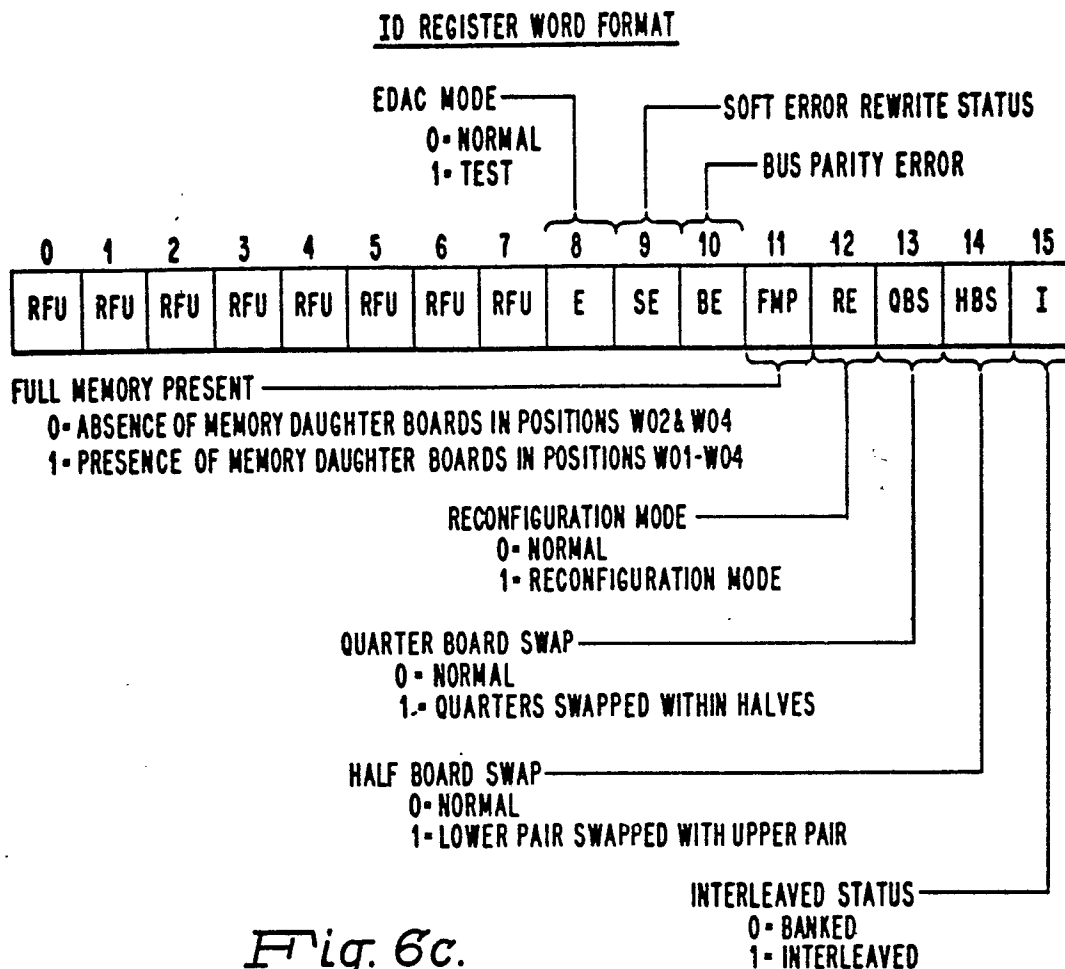 ID REGISTER WORD FORMAT
EDAC MODE
0= NORMAL
1= TEST
SOFT ERROR REWRITE STATUS
BUS PARITY ERROR
0 1 2 3 4 5 6 7 8 9 10 11 12 13 14 15
RFU RFU RFU RFU RFU RFU RFU RFU E SE BE FMP RE QBS HBS I
FULL MEMORY PRESENT
0= ABSENCE OF MEMORY DAUGHTER BOARDS IN POSITIONS W02& W04
1= PRESENCE OF MEMORY DAUGHTER BOARDS IN POSITIONS W01-W04
RECONFIGURATION MODE
0= NORMAL
1= RECONFIGURATION MODE
QUARTER BOARD SWAP
0= NORMAL
1= QUARTERS SWAPPED WITHIN HALVES
HALF BOARD SWAP
0= NORMAL
1= LOWER PAIR SWAPPED WITH UPPER PAIR
INTERLEAVED STATUS
0= BANKED
1= INTERLEAVED
Fig. 6c.